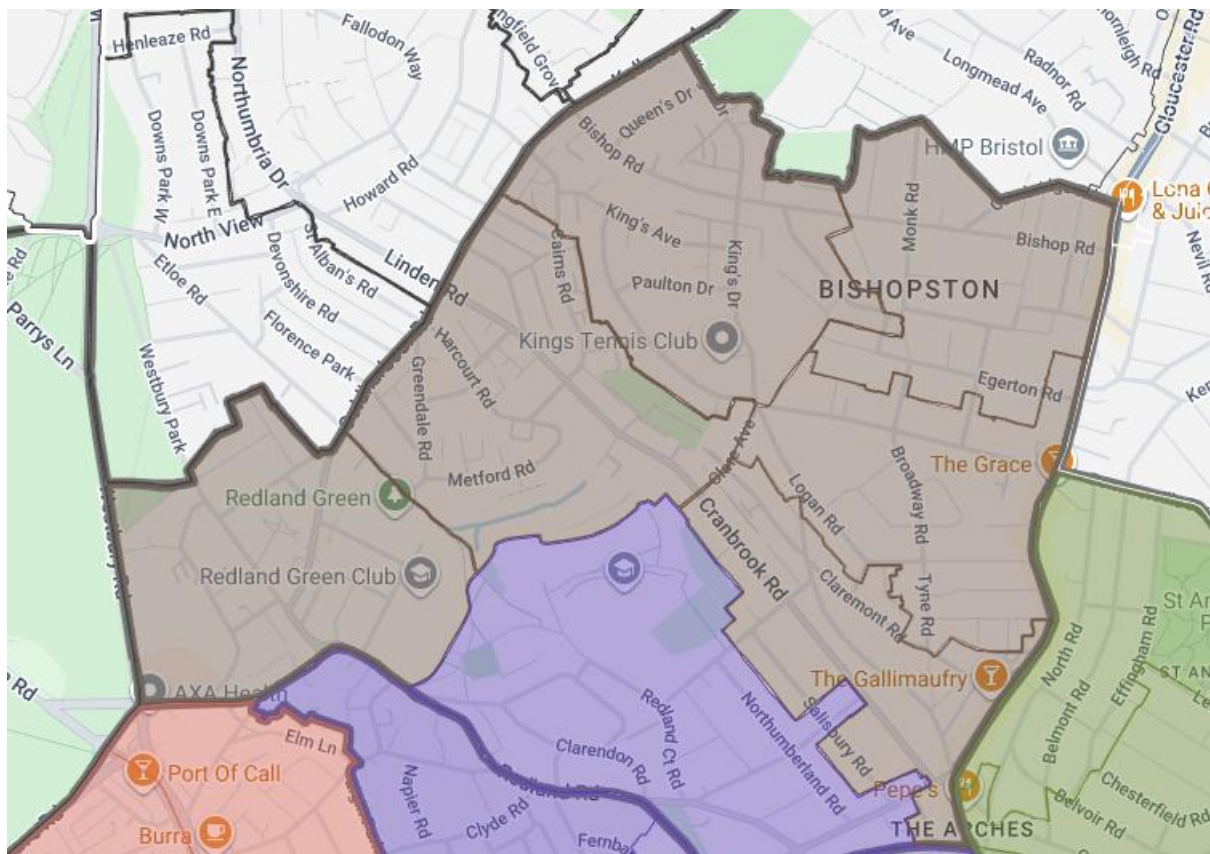 Henleaze Rd
Fallodon Way
Northumbria Dr
Downs Park W
Downs Park E
Howard Rd
North View
St Alban's Rd
Devonshire Rd
Etloe Rd
Florence Park
Linden Rd
Parrys Ln
Westbury Park
Queen's Dr
Bishop Rd
King's Ave
Cairns Rd
Paulton Dr
King's Dr
Kings Tennis Club
Longmead Ave
Radnor Rd
Gloucester Rd
HMP Bristol
Monk Rd
Bishop Rd
BISHOPSTON
Nevil Rd
Egerton Rd
The Grace
Harcourt Rd
Greendale Rd
Metford Rd
Redland Green
Redland Green Club
Logan Rd
Broadway Rd
Cranbrook Rd
Claremont Rd
Tyne Rd
The Gallimaufry
North Rd
Effingham Rd
Belmont Rd
AXA Health
Elm Ln
Port Of Call
Burra
Napier Rd
Clarendon Rd
Clyde Rd
Redland Rd
Redland Ct Rd
Northumberland Rd
Salisbury Rd
Pepe's
THE ARCHES
Belvoir Rd
Chesterfield Rd